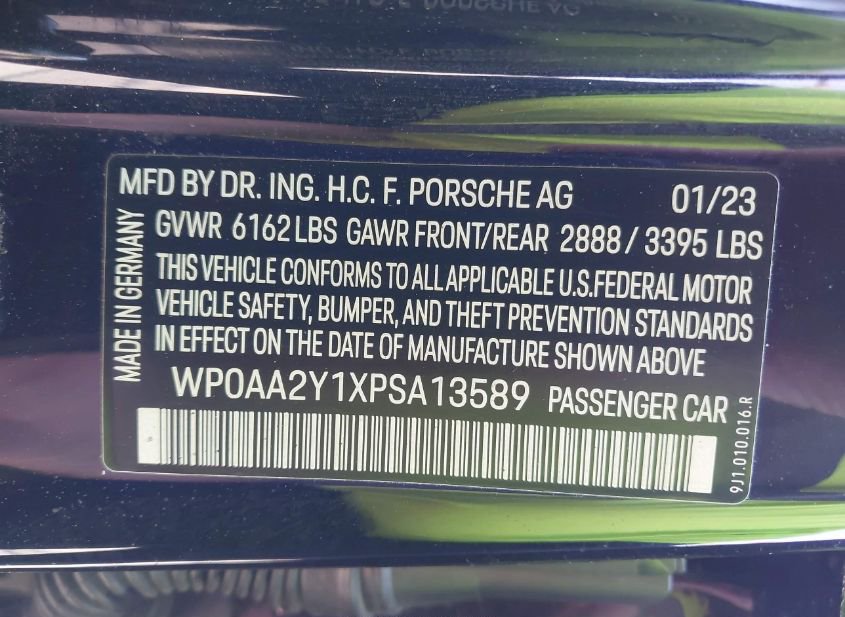 MFD BY DR. ING. H.C. F. PORSCHE AG 01/23
GVWR 6162 LBS GAWR FRONT/REAR 2888 / 3395 LBS
THIS VEHICLE CONFORMS TO ALL APPLICABLE U.S. FEDERAL MOTOR
VEHICLE SAFETY, BUMPER, AND THEFT PREVENTION STANDARDS
IN EFFECT ON THE DATE OF MANUFACTURE SHOWN ABOVE
WP0AA2Y1XPSA13589 PASSENGER CAR
MADE IN GERMANY
9J1.010.016.R